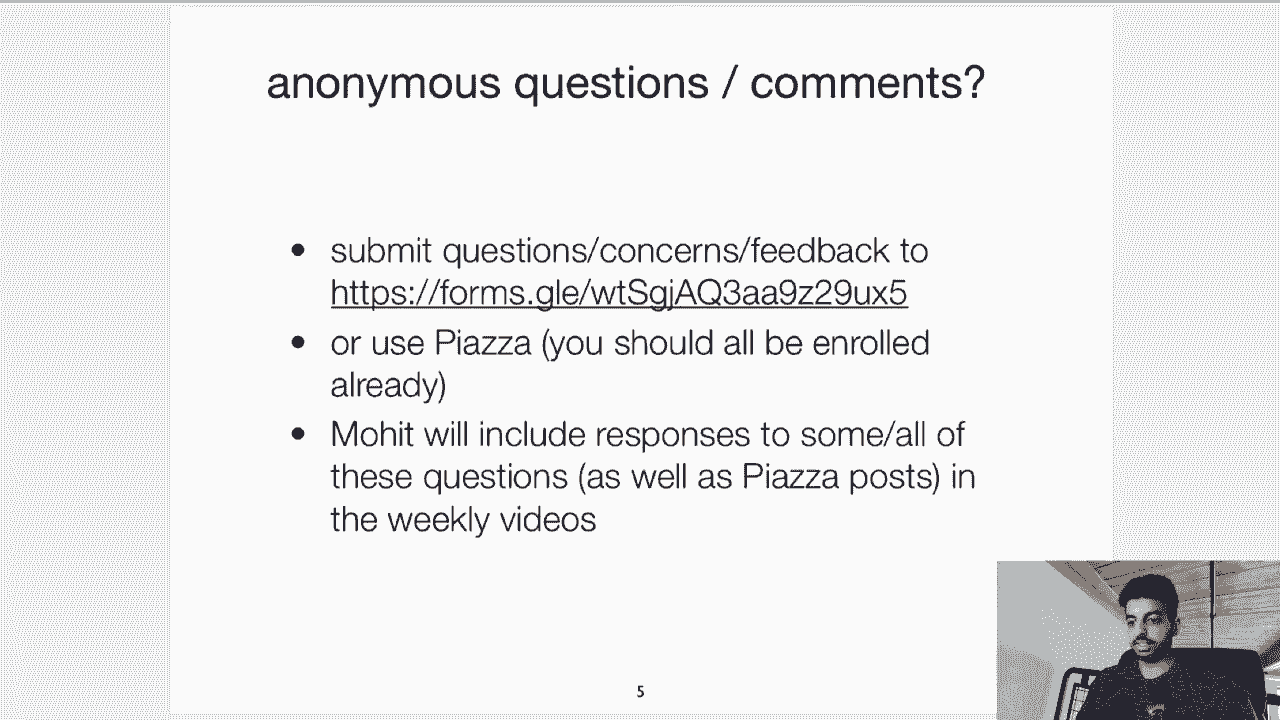 anonymous questions / comments?
• submit questions/concerns/feedback to
https://forms.gle/wtSgjAQ3aa9z29ux5
• or use Piazza (you should all be enrolled
already)
• Mohit will include responses to some/all of
these questions (as well as Piazza posts) in
the weekly videos
5